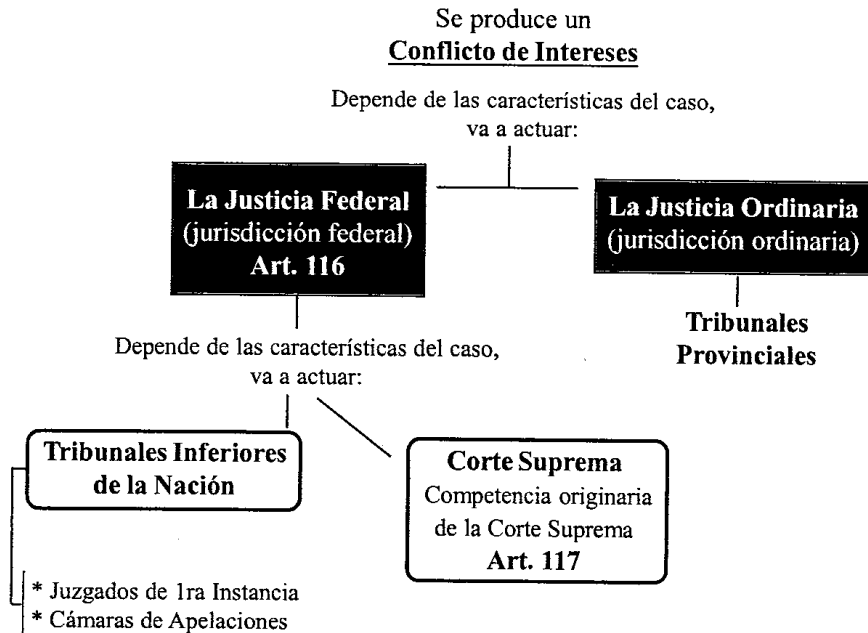 Se produce un
Conflicto de Intereses
Depende de las características del caso,
va a actuar:
La Justicia Federal
(jurisdicción federal)
Art. 116
La Justicia Ordinaria
(jurisdicción ordinaria)
Tribunales
Provinciales
Depende de las características del caso,
va a actuar:
Tribunales Inferiores
de la Nación
* Juzgados de 1ra Instancia
* Cámaras de Apelaciones
Corte Suprema
Competencia originaria
de la Corte Suprema
Art. 117